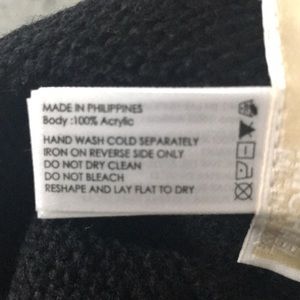 MADE IN PHILIPPINES
Body :100% Acrylic
HAND WASH COLD SEPARATELY
IRON ON REVERSE SIDE ONLY
DO NOT DRY CLEAN
DO NOT BLEACH
RESHAPE AND LAY FLAT TO DRY